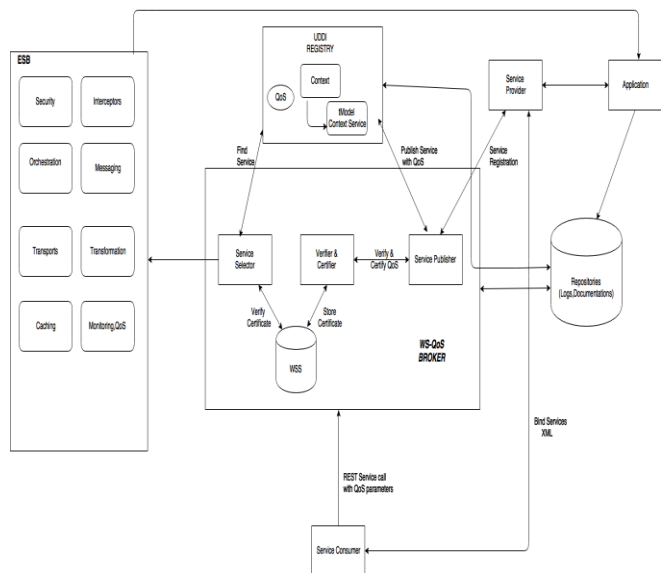 ESB
Security
Interceptors
Orchestration
Messaging
Transports
Transformation
Caching
Monitoring,QoS
UDDI
REGISTRY
QoS
Context
tModel
Context Service
Service
Provider
Application
Find
Service
Publish Service
with QoS
Service
Registration
Service
Selector
Verifier &
Certifier
Verify &
Certify QoS
Service Publisher
Verify
Certificate
Store
Certificate
WSS
WS-QoS
BROKER
Repositories
(Logs,Documentations)
Bind Services
XML
REST Service call
with QoS parameters
Service Consumer